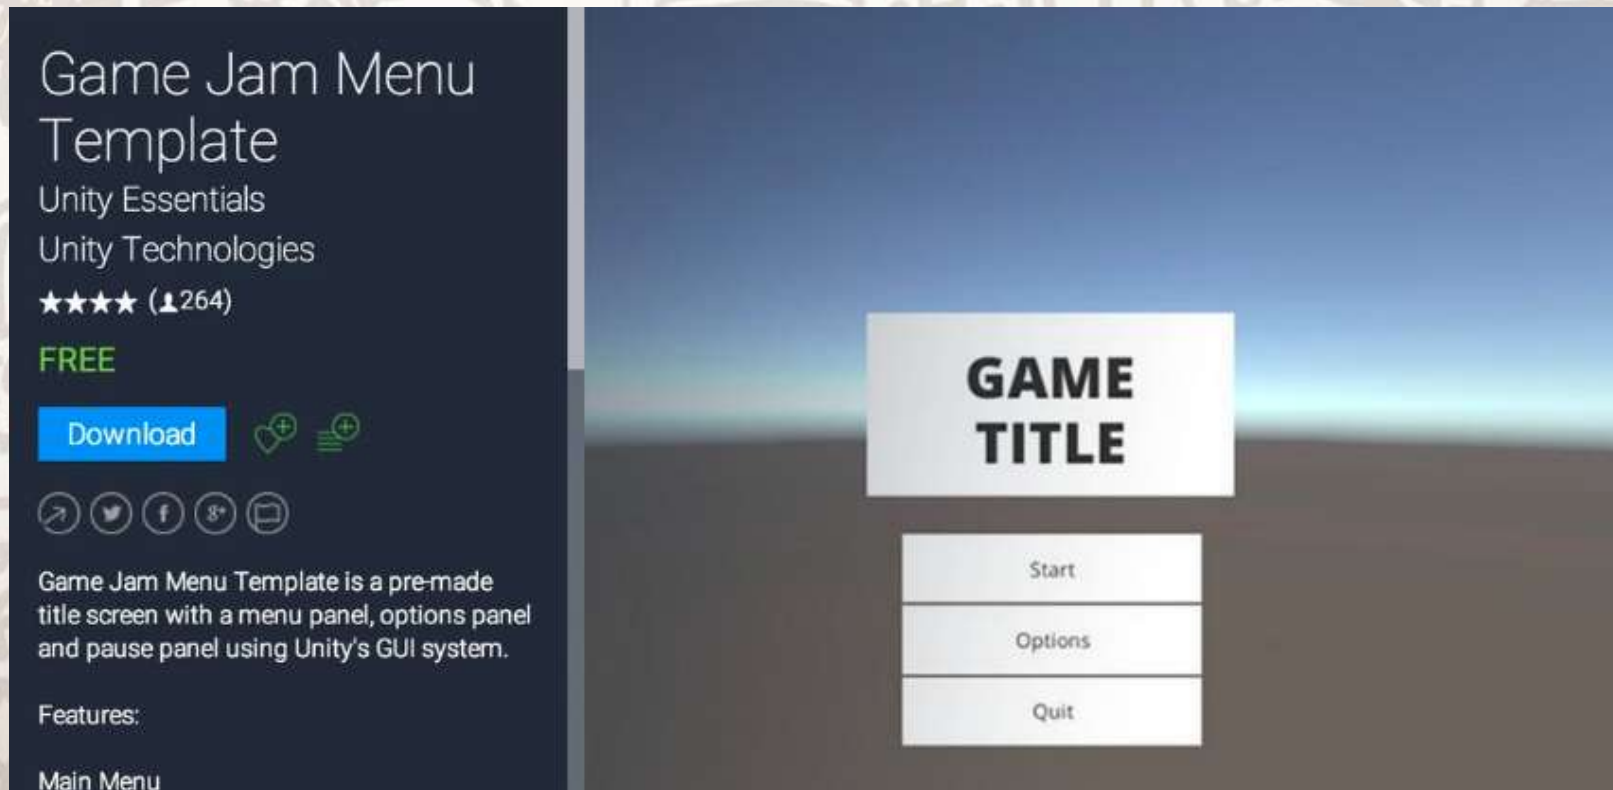 Game Jam Menu
Template
Unity Essentials
Unity Technologies
★★★★ (264)
FREE
Download
Game Jam Menu Template is a pre-made
title screen with a menu panel, options panel
and pause panel using Unity's GUI system.
Features:
Main Menu
GAME
TITLE
Start
Options
Quit